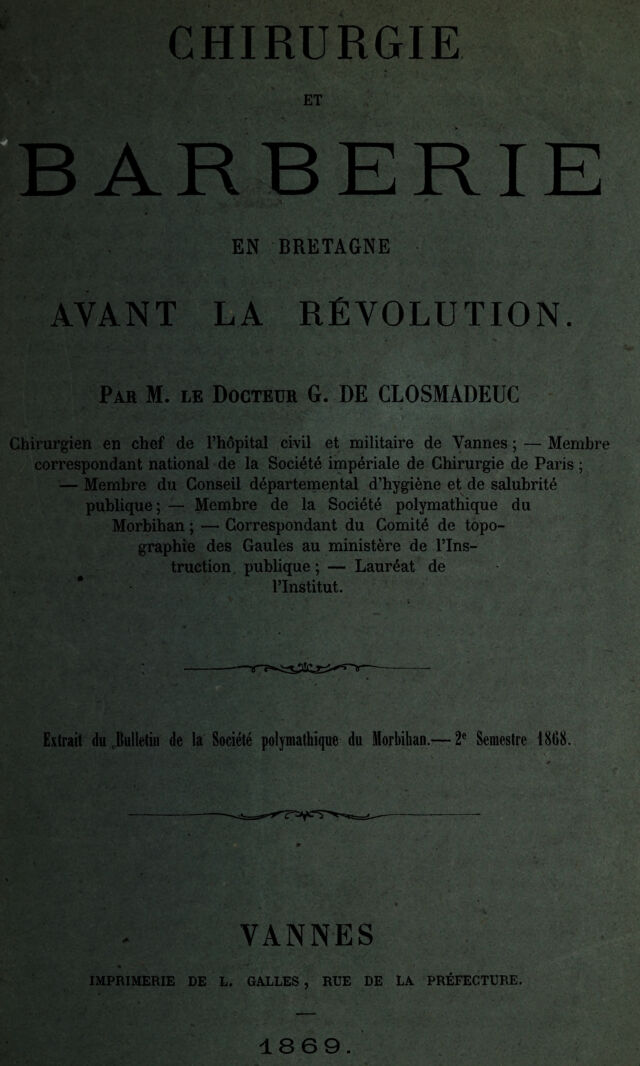 CHIRURGIE
ET
BARBERIE
EN BRETAGNE
AVANT LA RÉVOLUTION.
PAR M. LE DOCTEUR G. DE CLOSMADEUC
Chirurgien en chef de l'hôpital civil et militaire de Vannes ; — Membre
correspondant national de la Société impériale de Chirurgie de Paris ;
— Membre du Conseil départemental d'hygiène et de salubrité
publique ; — Membre de la Société polymathique du
Morbihan ; — Correspondant du Comité de topo-
graphie des Gaules au ministère de l'Ins-
truction publique ; — Lauréat de
l'Institut.
Extrait du Bulletin de la Société polymathique du Morbihan.— 2e Semestre 1868.
VANNES
IMPRIMERIE DE L. GALLES , RUE DE LA PRÉFECTURE.
1869.